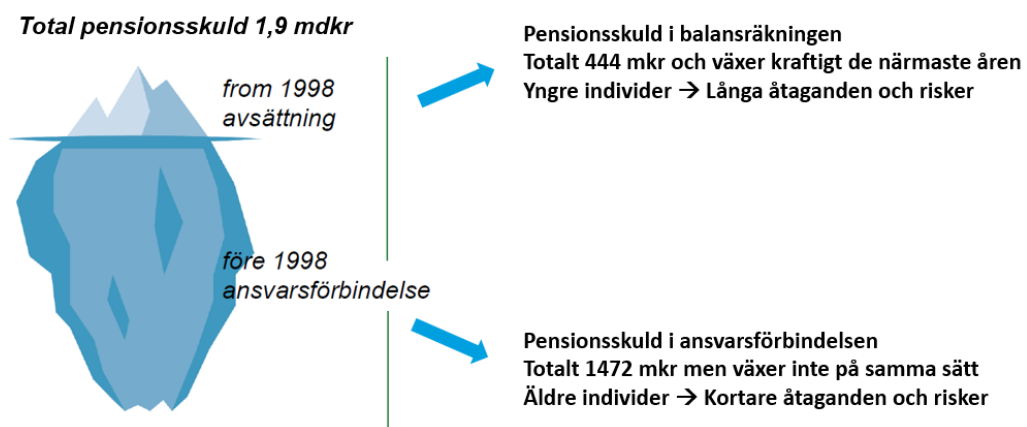 Total pensionsskuld 1,9 mdkr
from 1998
avsättning
före 1998
ansvarsförbindelse
Pensionsskuld i balansräkningen
Totalt 444 mkr och växer kraftigt de närmaste åren
Yngre individer → Långa åtaganden och risker
Pensionsskuld i ansvarsförbindelsen
Totalt 1472 mkr men växer inte på samma sätt
Äldre individer → Kortare åtaganden och risker